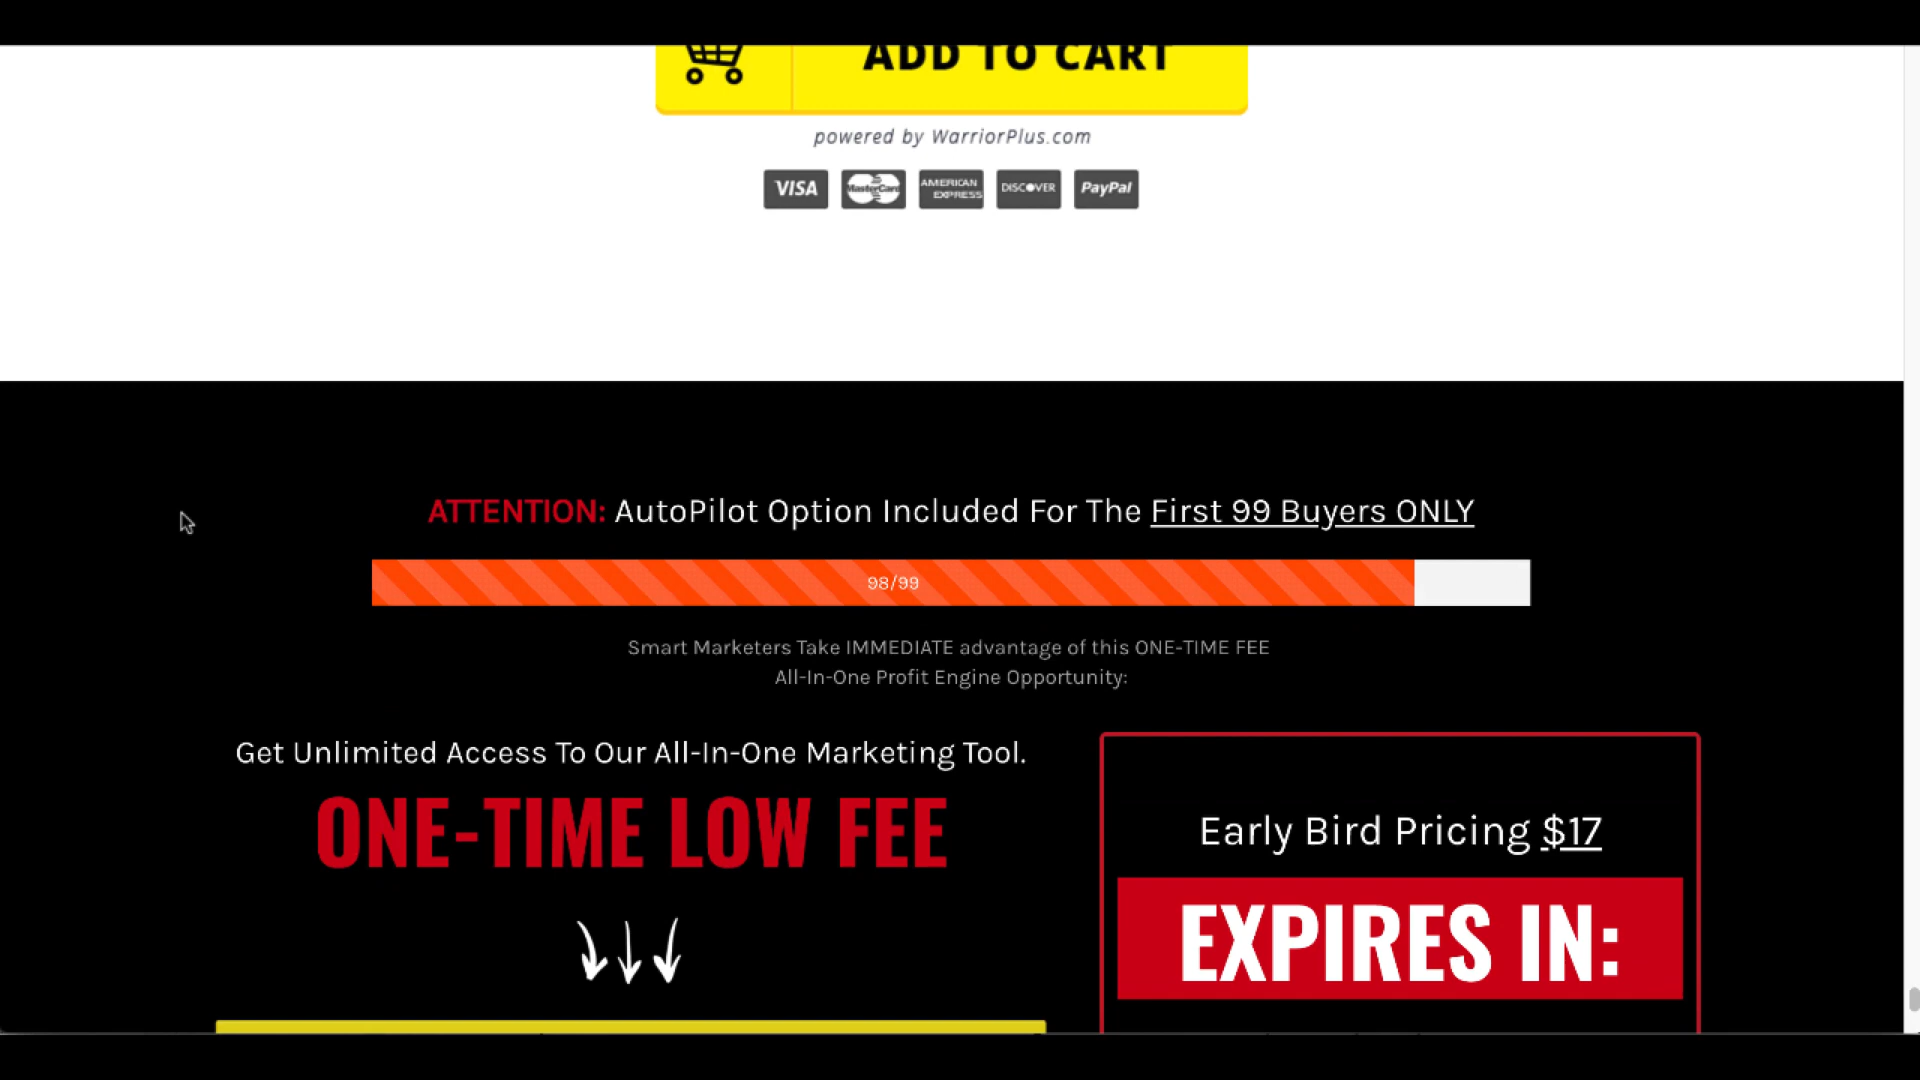 ADD TO CART
powered by WarriorPlus.com
VISA MasterCard AMERICAN EXPRESS DISCOVER PayPal
ATTENTION: AutoPilot Option Included For The First 99 Buyers ONLY
98/99
Smart Marketers Take IMMEDIATE advantage of this ONE-TIME FEE
All-In-One Profit Engine Opportunity:
Get Unlimited Access To Our All-In-One Marketing Tool.
ONE-TIME LOW FEE
Early Bird Pricing $17
EXPIRES IN: